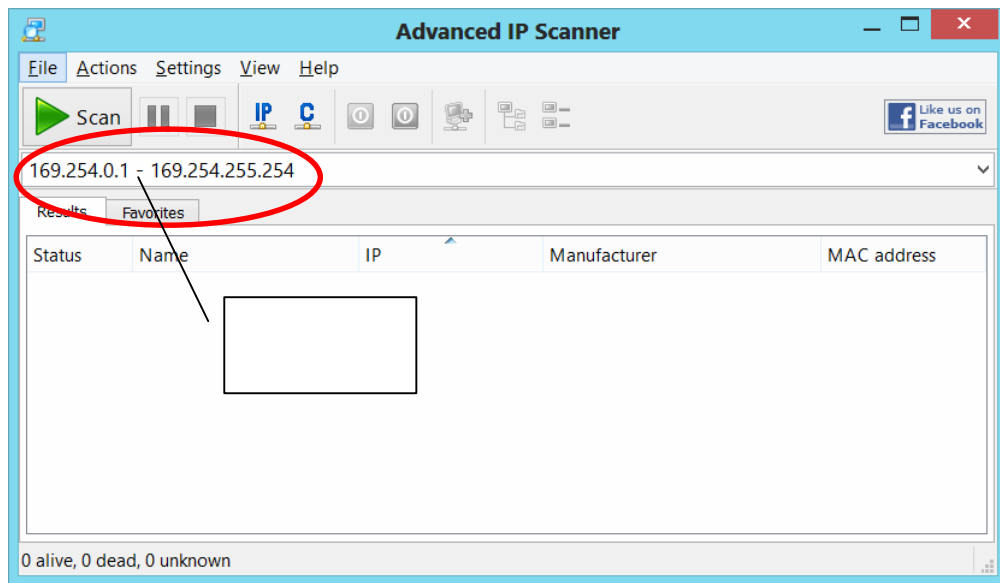 Advanced IP Scanner
File Actions Settings View Help
Scan IP C Like us on
Facebook
169.254.0.1 - 169.254.255.254
Results Favorites
Status Name IP Manufacturer MAC address
0 alive, 0 dead, 0 unknown